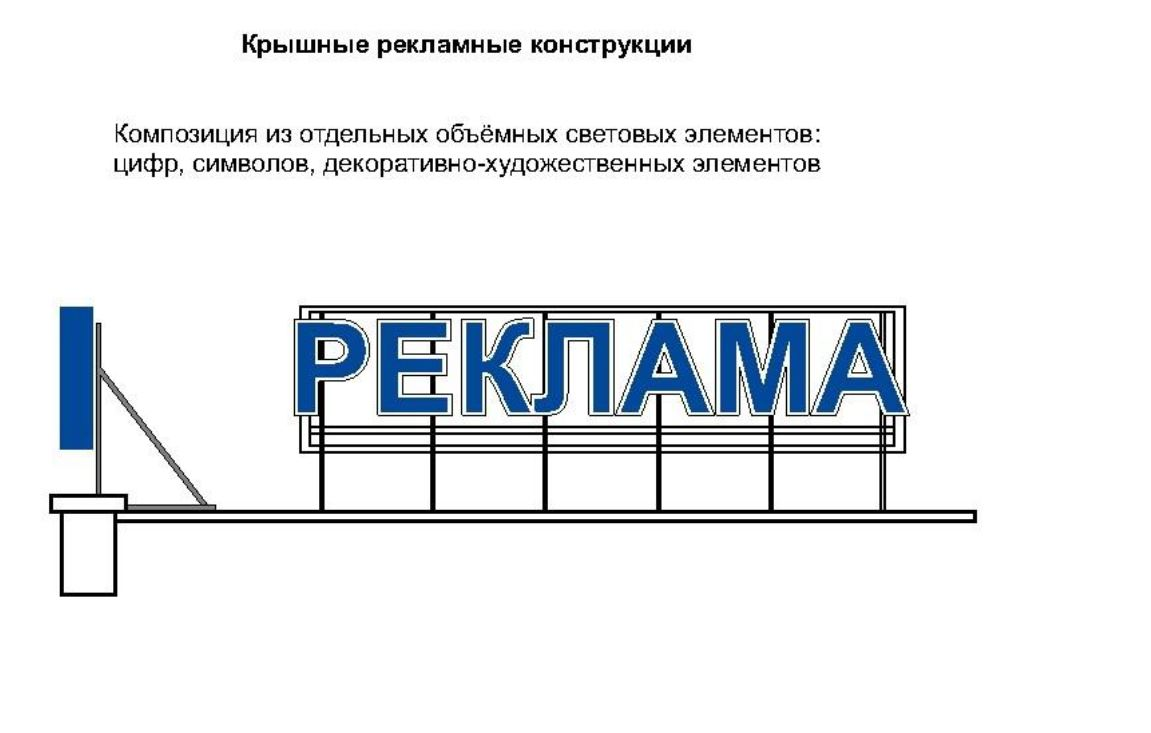 Крышные рекламные конструкции
Композиция из отдельных объёмных световых элементов:
цифр, символов, декоративно-художественных элементов
РЕКЛАМА